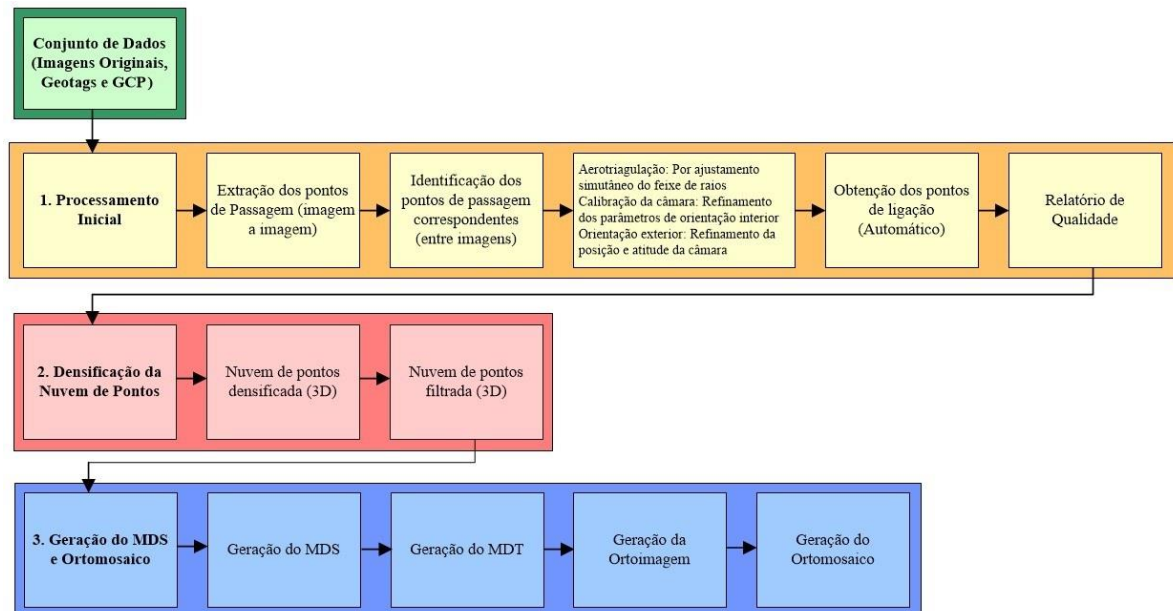 Conjunto de Dados
(Imagens Originais,
Geotags e GCP)
1. Processamento
Inicial
Extração dos pontos
de Passagem (imagem
a imagem)
Identificação dos
pontos de passagem
correspondentes
(entre imagens)
Aerotriagulação: Por ajustamento
simutâneo do feixe de raios
Calibração da câmara: Refinamento
dos parâmetros de orientação interior
Orientação exterior: Refinamento da
posição e atitude da câmara
Obtenção dos pontos
de ligação
(Automático)
Relatório de
Qualidade
2. Densificação da
Nuvem de Pontos
Nuvem de pontos
densificada (3D)
Nuvem de pontos
filtrada (3D)
3. Geração do MDS
e Ortomosaico
Geração do MDS
Geração do MDT
Geração da
Ortoimagem
Geração do
Ortomosaico